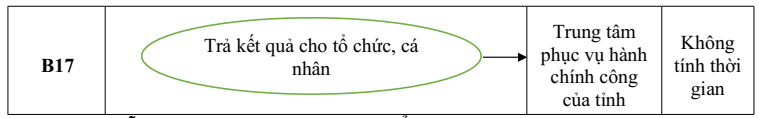 B17
Trả kết quả cho tổ chức, cá
nhân
Trung tâm
phục vụ hành
chính công
của tỉnh
Không
tính thời
gian